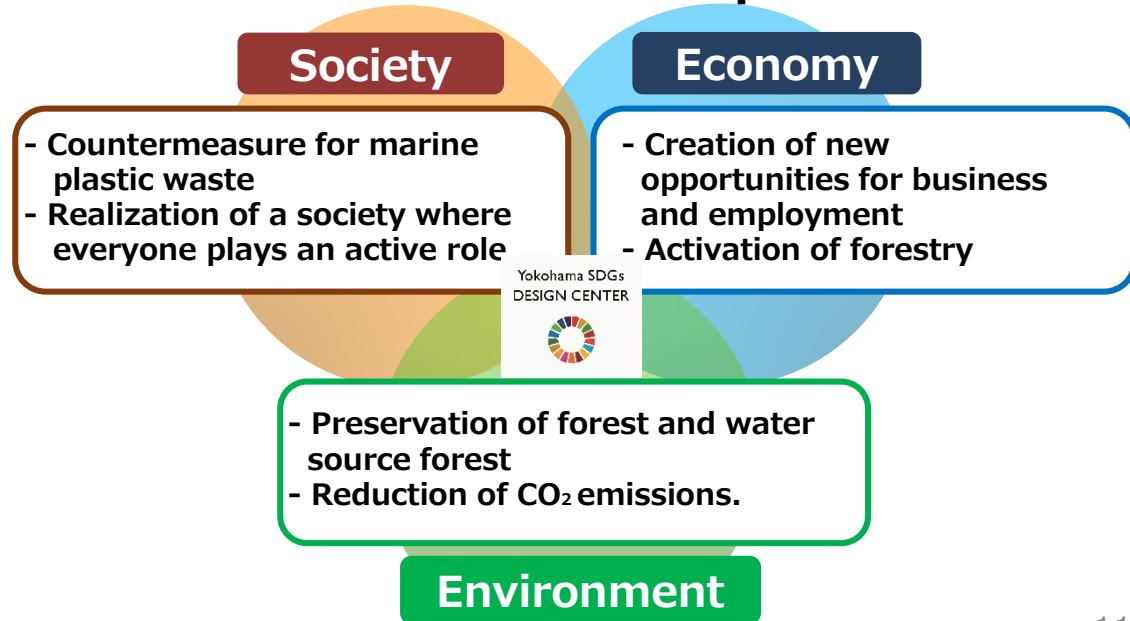 Society
Economy
- Countermeasure for marine
plastic waste
- Realization of a society where
everyone plays an active role
- Creation of new
opportunities for business
and employment
- Activation of forestry
Yokohama SDGs
DESIGN CENTER
- Preservation of forest and water
source forest
- Reduction of CO₂ emissions.
Environment